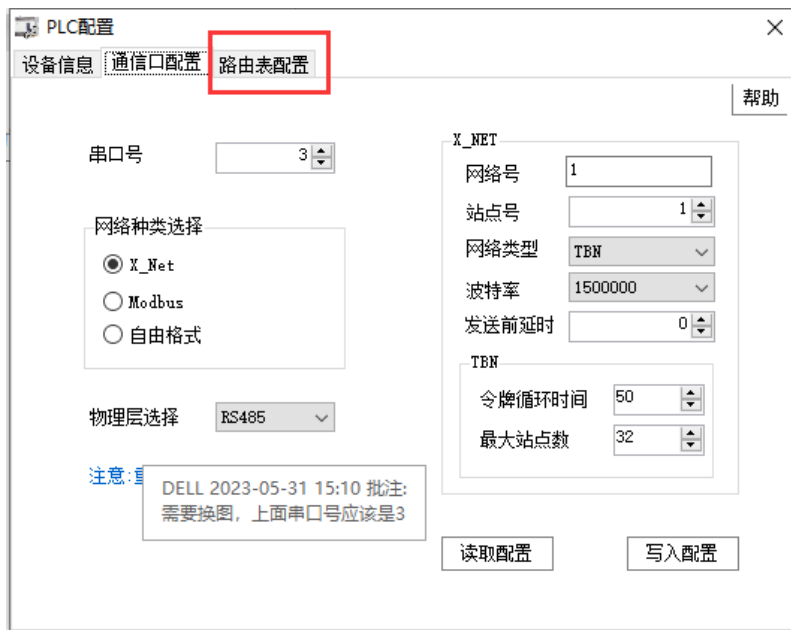 PLC配置
设备信息
通信口配置
路由表配置
帮助
串口号
3
网络种类选择
X_Net
Modbus
自由格式
物理层选择
RS485
注意:
DELL 2023-05-31 15:10 批注:
需要换图，上面串口号应该是3
X_NET
网络号
1
站点号
1
网络类型
TBN
波特率
1500000
发送前延时
0
TBN
令牌循环时间
50
最大站点数
32
读取配置
写入配置